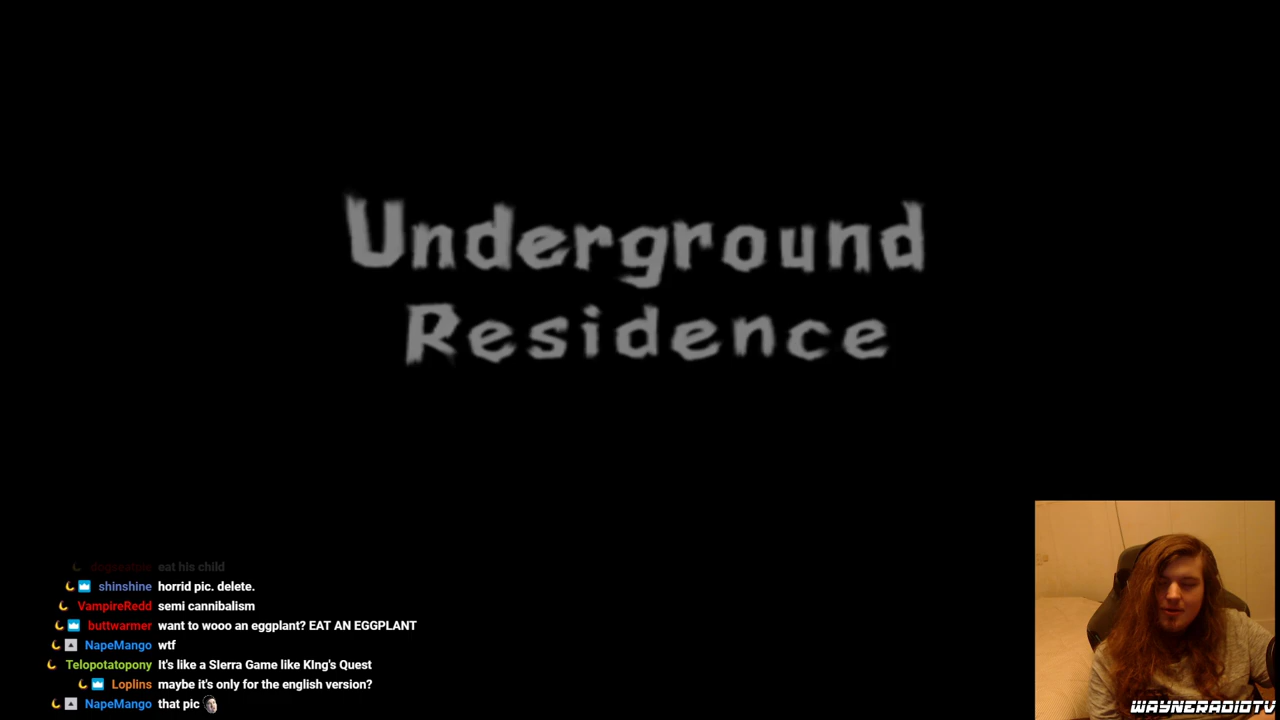 Underground
Residence
dogseatpie eat his child
shinshine horrid pic. delete.
VampireRedd semi cannibalism
buttwarmer want to wooo an eggplant? EAT AN EGGPLANT
NapeMango wtf
Telopotatopony It's like a SIerra Game like KIng's Quest
Loplins maybe it's only for the english version?
NapeMango that pic
WAYNERADIOTV